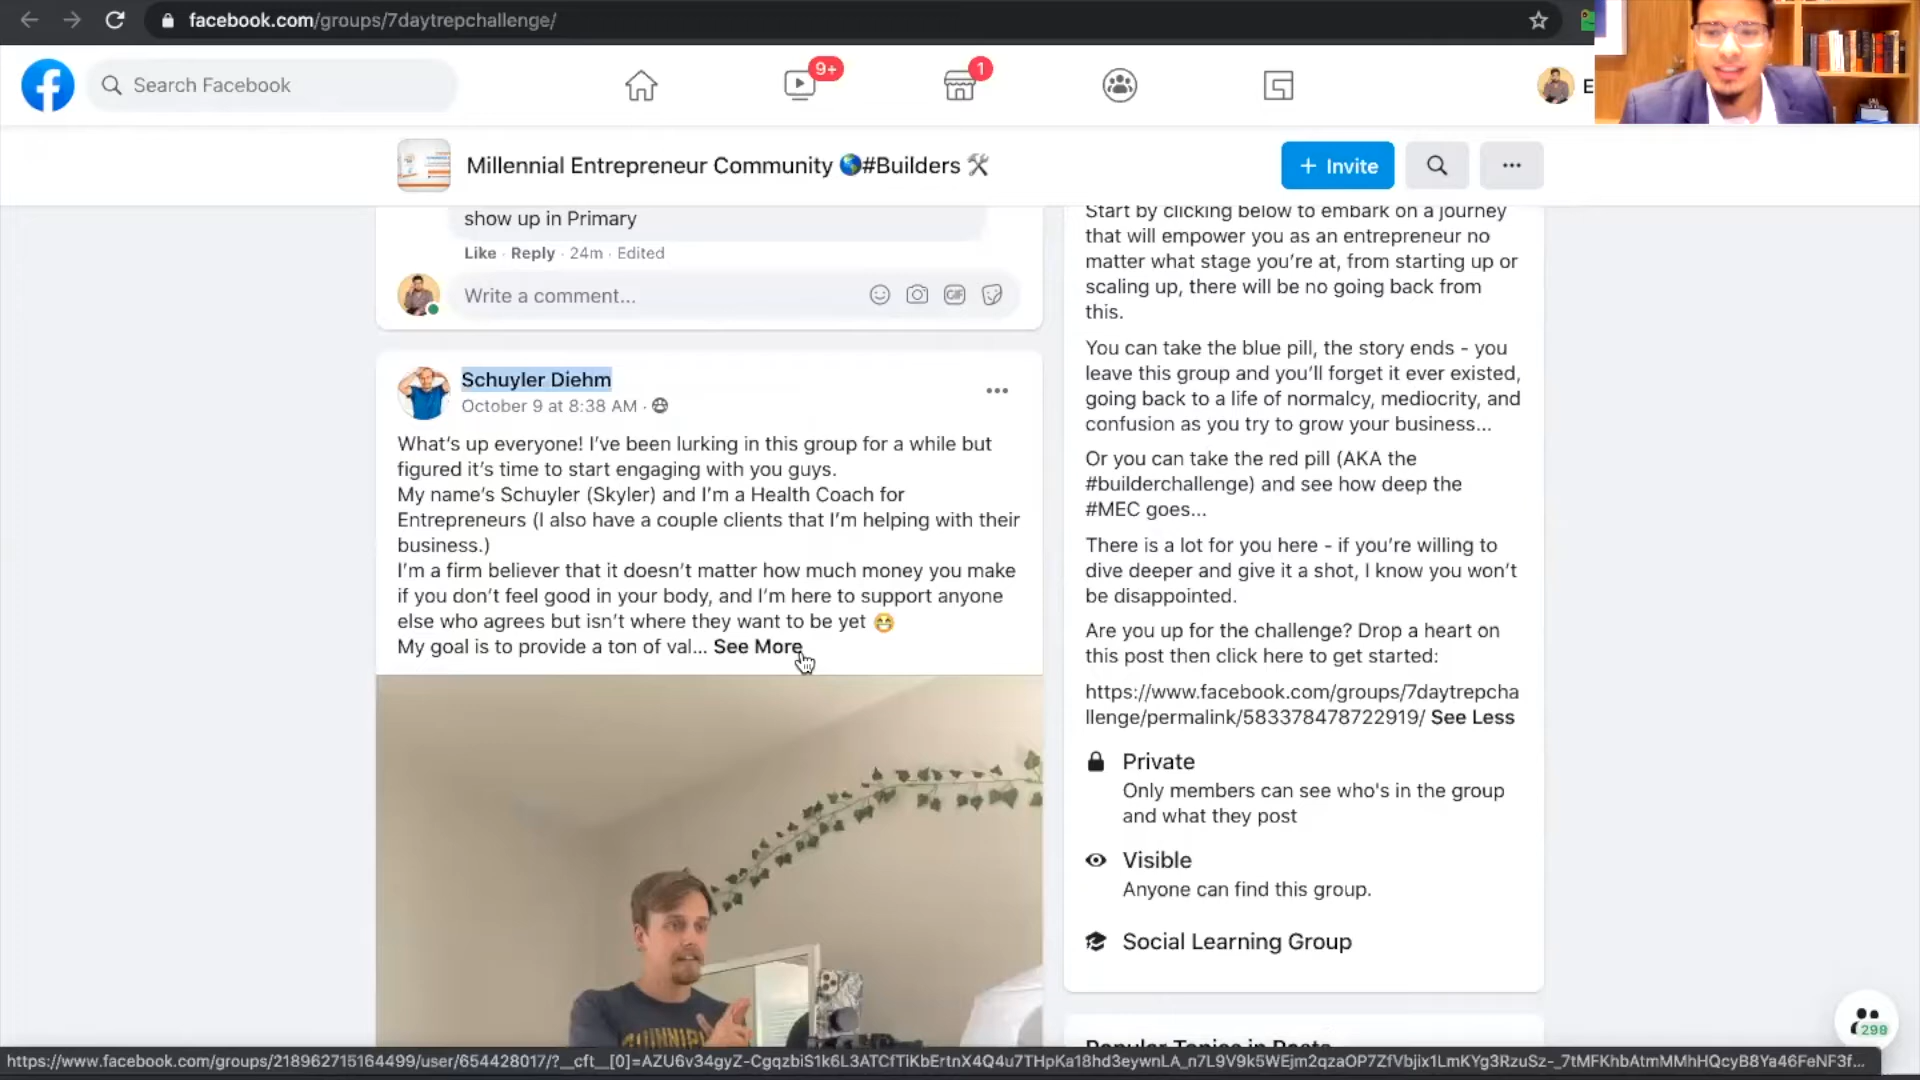 facebook.com/groups/7daytrepchallenge/
Search Facebook
9+
1
E
Millennial Entrepreneur Community 🌎#Builders 🛠
+ Invite
show up in Primary
Like · Reply · 24m · Edited
Write a comment...
GIF
Schuyler Diehm
October 9 at 8:38 AM ·
What's up everyone! I've been lurking in this group for a while but
figured it's time to start engaging with you guys.
My name's Schuyler (Skyler) and I'm a Health Coach for
Entrepreneurs (I also have a couple clients that I'm helping with their
business.)
I'm a firm believer that it doesn't matter how much money you make
if you don't feel good in your body, and I'm here to support anyone
else who agrees but isn't where they want to be yet 😁
My goal is to provide a ton of val... See More
Start by clicking below to embark on a journey
that will empower you as an entrepreneur no
matter what stage you're at, from starting up or
scaling up, there will be no going back from
this.
You can take the blue pill, the story ends - you
leave this group and you'll forget it ever existed,
going back to a life of normalcy, mediocrity, and
confusion as you try to grow your business...
Or you can take the red pill (AKA the
#builderchallenge) and see how deep the
#MEC goes...
There is a lot for you here - if you're willing to
dive deeper and give it a shot, I know you won't
be disappointed.
Are you up for the challenge? Drop a heart on
this post then click here to get started:
https://www.facebook.com/groups/7daytrepcha
llenge/permalink/583378478722919/ See Less
Private
Only members can see who's in the group
and what they post
Visible
Anyone can find this group.
Social Learning Group
Popular Topics in Posts
299